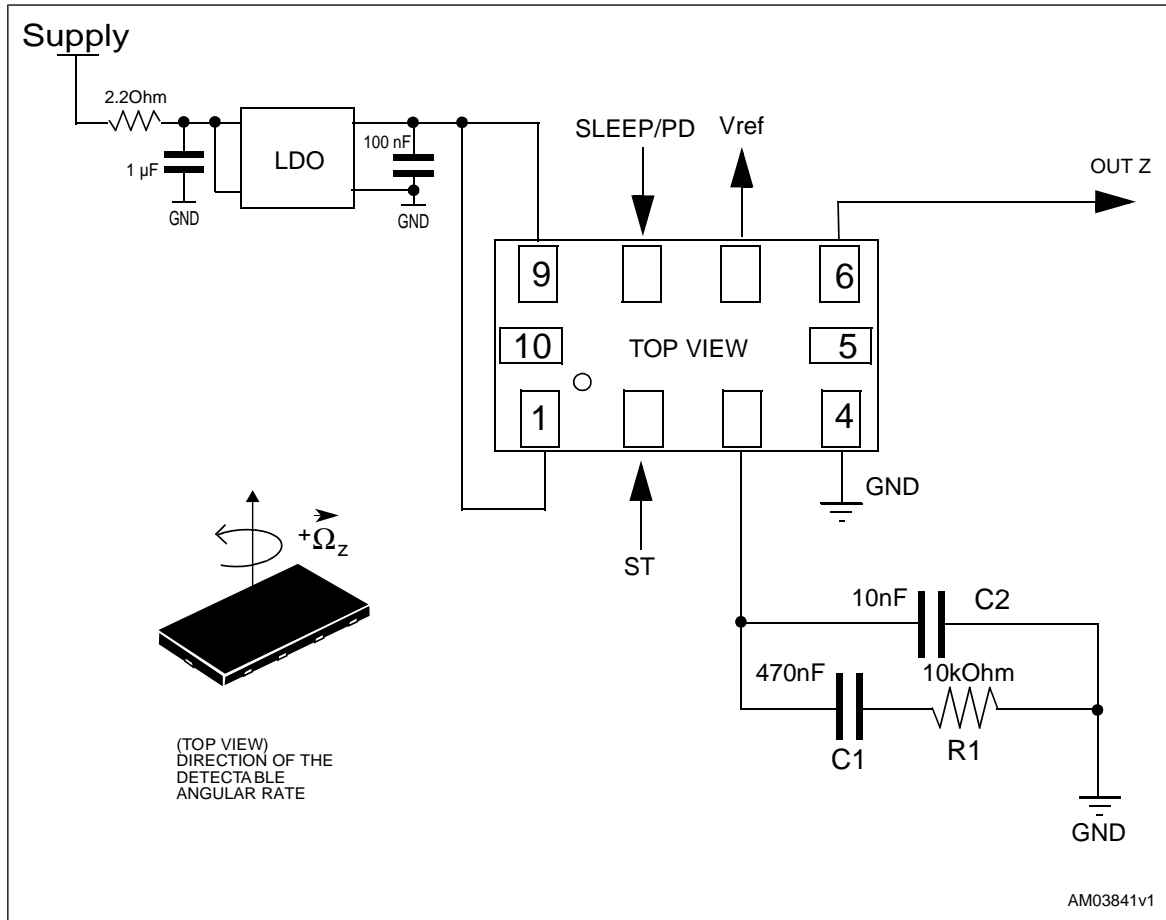 Supply
2.2Ohm
1 µF
GND
LDO
100 nF
GND
SLEEP/PD
Vref
OUT Z
9
6
10
TOP VIEW
5
1
4
GND
ST
+Ωz
10nF
C2
470nF
10kOhm
C1
R1
GND
(TOP VIEW)
DIRECTION OF THE
DETECTABLE
ANGULAR RATE
AM03841v1